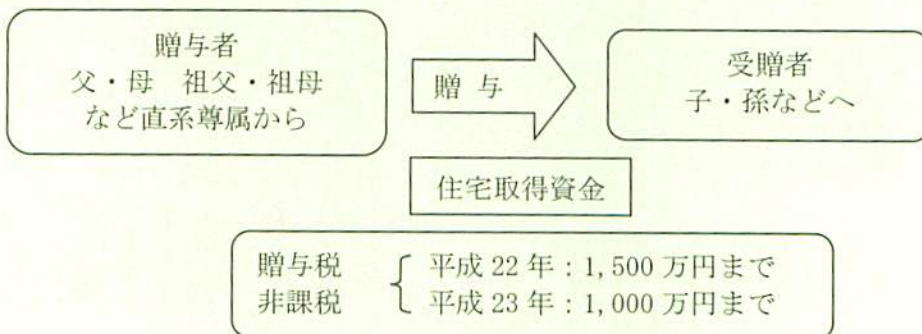 贈与者
父・母 祖父・祖母
など直系尊属から
贈 与
受贈者
子・孫などへ
住宅取得資金
贈与税 平成 22 年：1,500 万円まで
非課税 平成 23 年：1,000 万円まで